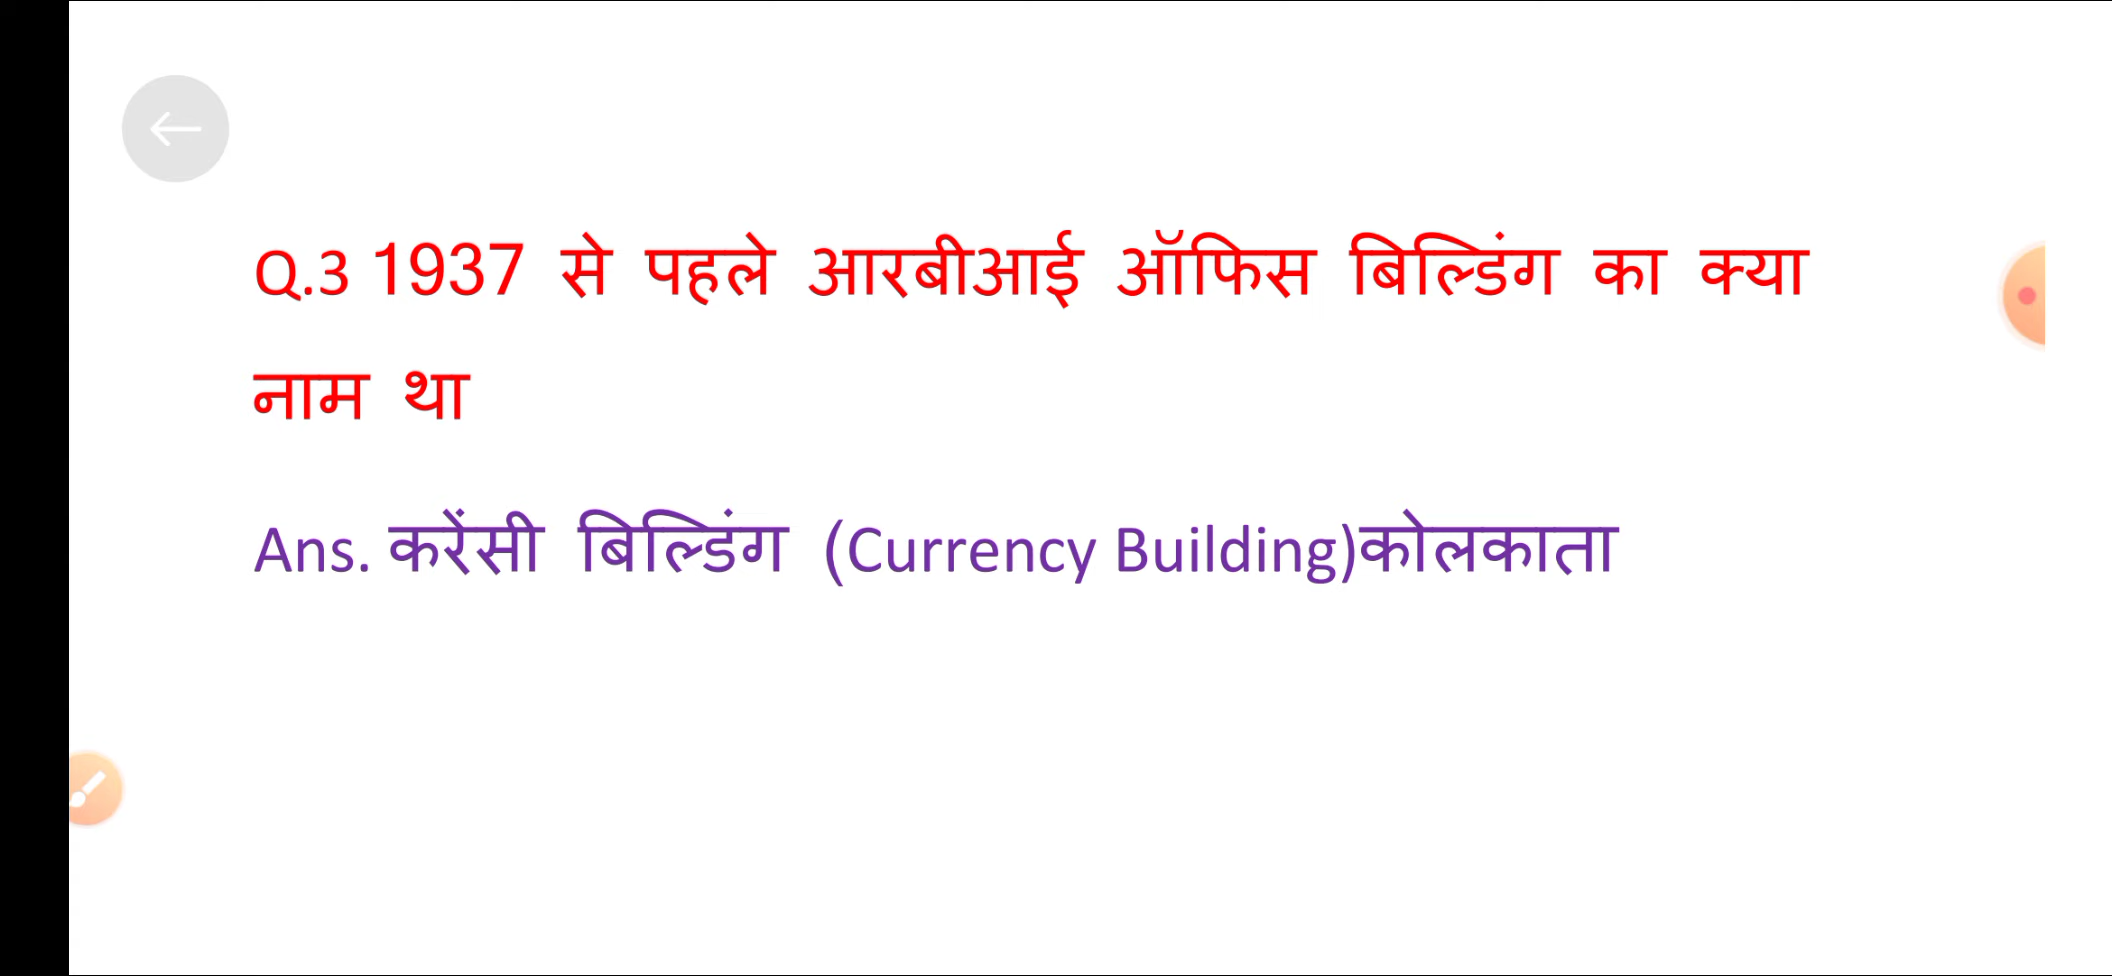 Q.3 1937 से पहले आरबीआई ऑफिस बिल्डिंग का क्या
नाम था
Ans. करेंसी बिल्डिंग (Currency Building)कोलकाता